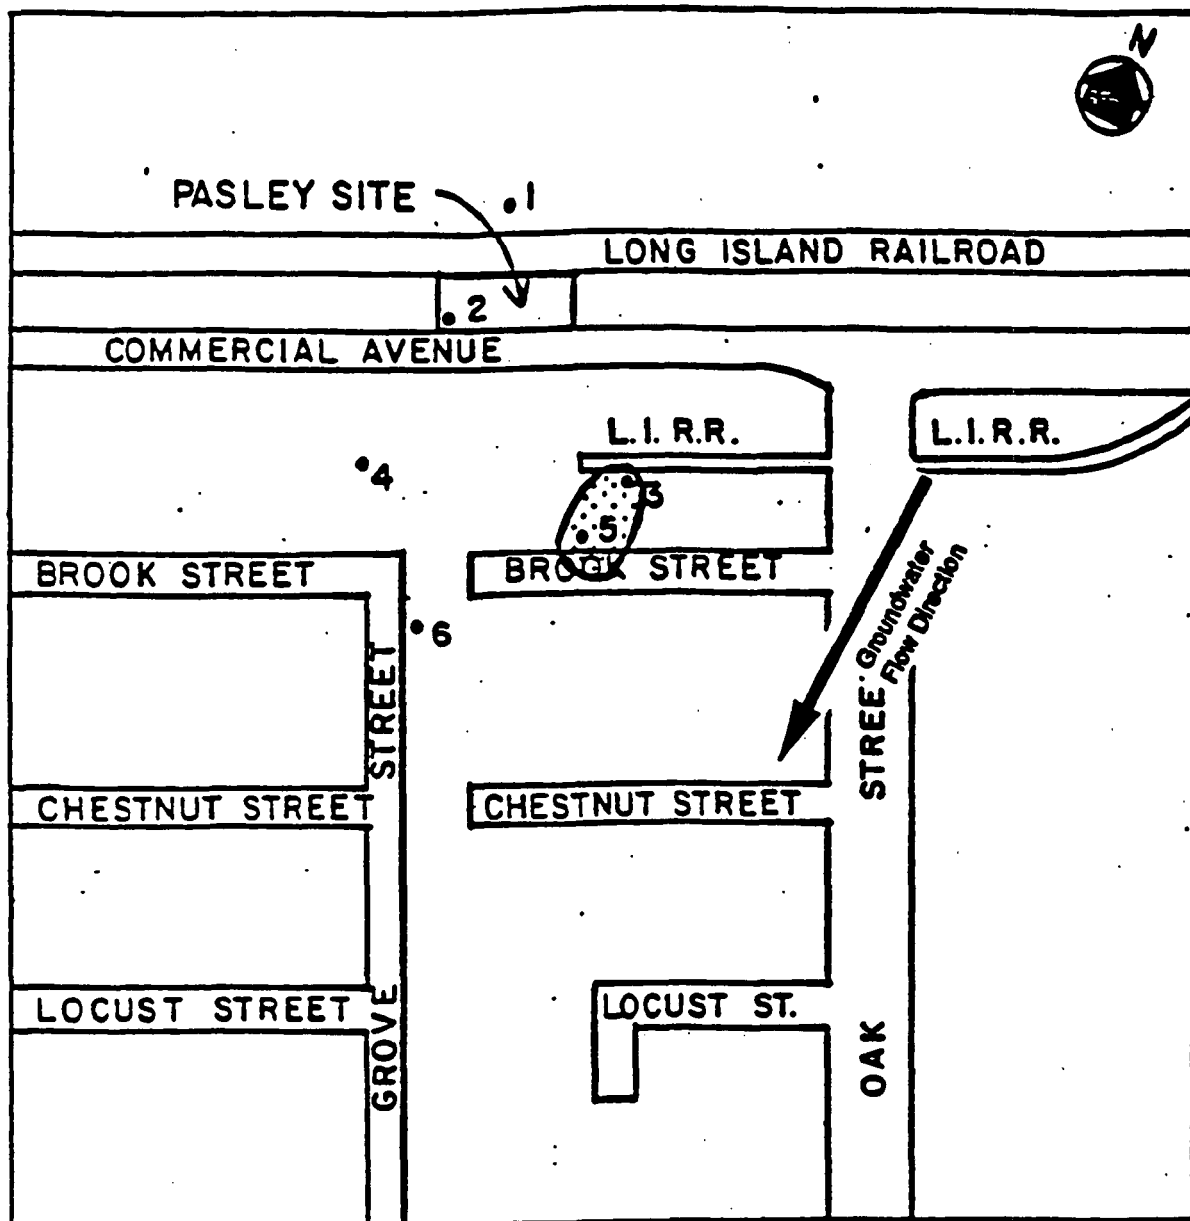 N
PASLEY SITE
1
LONG ISLAND RAILROAD
2
COMMERCIAL AVENUE
L.I.R.R.
L.I.R.R.
4
3
5
BROOK STREET
BROOK STREET
Groundwater
Flow Direction
6
STREET
STREE
CHESTNUT STREET
CHESTNUT STREET
LOCUST STREET
LOCUST ST.
GROVE
OAK